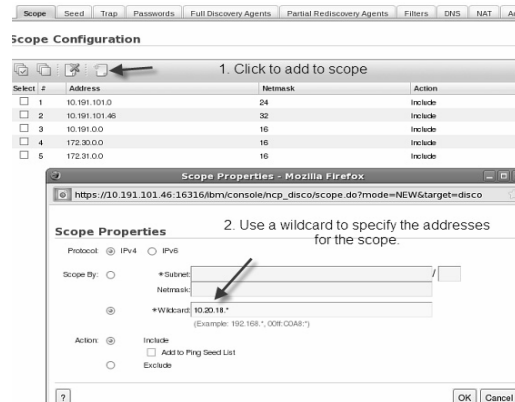 Scope Seed Trap Passwords Full Discovery Agents Partial Rediscovery Agents Filters DNS NAT
Scope Configuration
1. Click to add to scope
Select # Address Netmask Action
1 10.191.101.0 24 Include
2 10.191.101.46 32 Include
3 10.191.0.0 16 Include
4 172.30.0.0 16 Include
5 172.31.0.0 16 Include
Scope Properties - Mozilla Firefox
https://10.191.101.46:16316/ibm/console/ncp_disco/scope.do?mode=NEW&target=disco
Scope Properties
2. Use a wildcard to specify the addresses
for the scope.
Protocol: IPv4 IPv6
Scope By: *Subnet: /
Netmask:
*Wildcard: 10.20.18.*
(Example: 192.168.*, 00ff:C0A8:*)
Action: Include
Add to Ping Seed List
Exclude
? OK Cancel